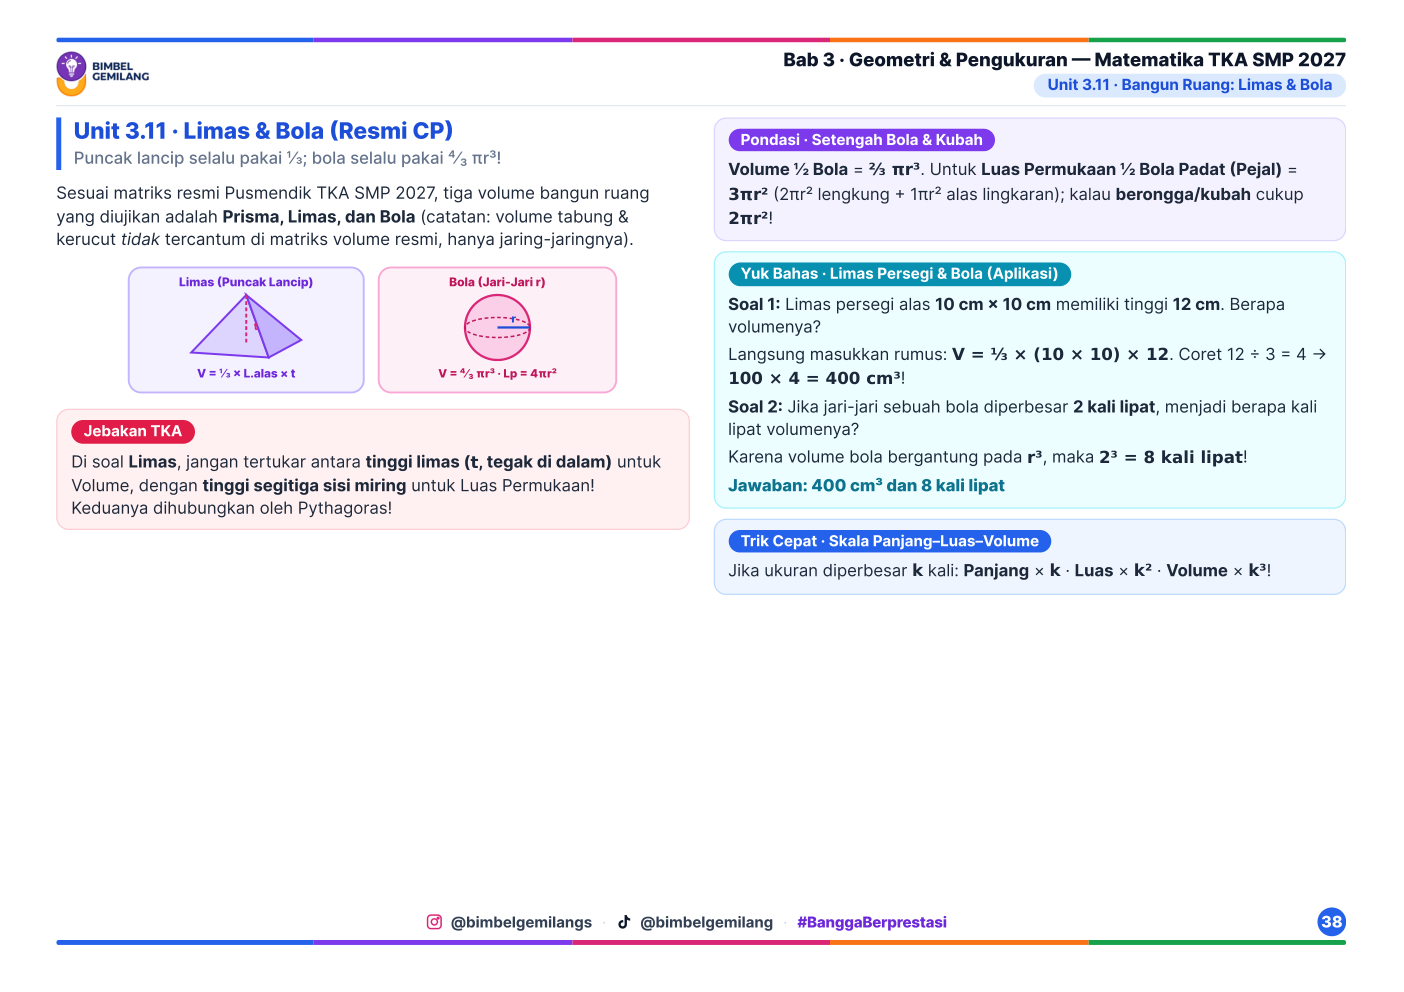 BIMBEL
GEMILANG
Bab 3 · Geometri & Pengukuran — Matematika TKA SMP 2027
Unit 3.11 · Bangun Ruang: Limas & Bola
Unit 3.11 · Limas & Bola (Resmi CP)
Puncak lancip selalu pakai ⅓; bola selalu pakai ⁴⁄₃ πr³!
Sesuai matriks resmi Pusmendik TKA SMP 2027, tiga volume bangun ruang
yang diujikan adalah Prisma, Limas, dan Bola (catatan: volume tabung &
kerucut tidak tercantum di matriks volume resmi, hanya jaring-jaringnya).
Limas (Puncak Lancip)
t
V = ⅓ × L.alas × t
Bola (Jari-Jari r)
r
V = ⁴⁄₃ πr³ · Lp = 4πr²
Jebakan TKA
Di soal Limas, jangan tertukar antara tinggi limas (t, tegak di dalam) untuk
Volume, dengan tinggi segitiga sisi miring untuk Luas Permukaan!
Keduanya dihubungkan oleh Pythagoras!
Pondasi · Setengah Bola & Kubah
Volume ½ Bola = ⅔ πr³. Untuk Luas Permukaan ½ Bola Padat (Pejal) =
3πr² (2πr² lengkung + 1πr² alas lingkaran); kalau berongga/kubah cukup
2πr²!
Yuk Bahas · Limas Persegi & Bola (Aplikasi)
Soal 1: Limas persegi alas 10 cm × 10 cm memiliki tinggi 12 cm. Berapa
volumenya?
Langsung masukkan rumus: V = ⅓ × (10 × 10) × 12. Coret 12 ÷ 3 = 4 →
100 × 4 = 400 cm³!
Soal 2: Jika jari-jari sebuah bola diperbesar 2 kali lipat, menjadi berapa kali
lipat volumenya?
Karena volume bola bergantung pada r³, maka 2³ = 8 kali lipat!
Jawaban: 400 cm³ dan 8 kali lipat
Trik Cepat · Skala Panjang–Luas–Volume
Jika ukuran diperbesar k kali: Panjang × k · Luas × k² · Volume × k³!
@bimbelgemilangs · @bimbelgemilang · #BanggaBerprestasi
38